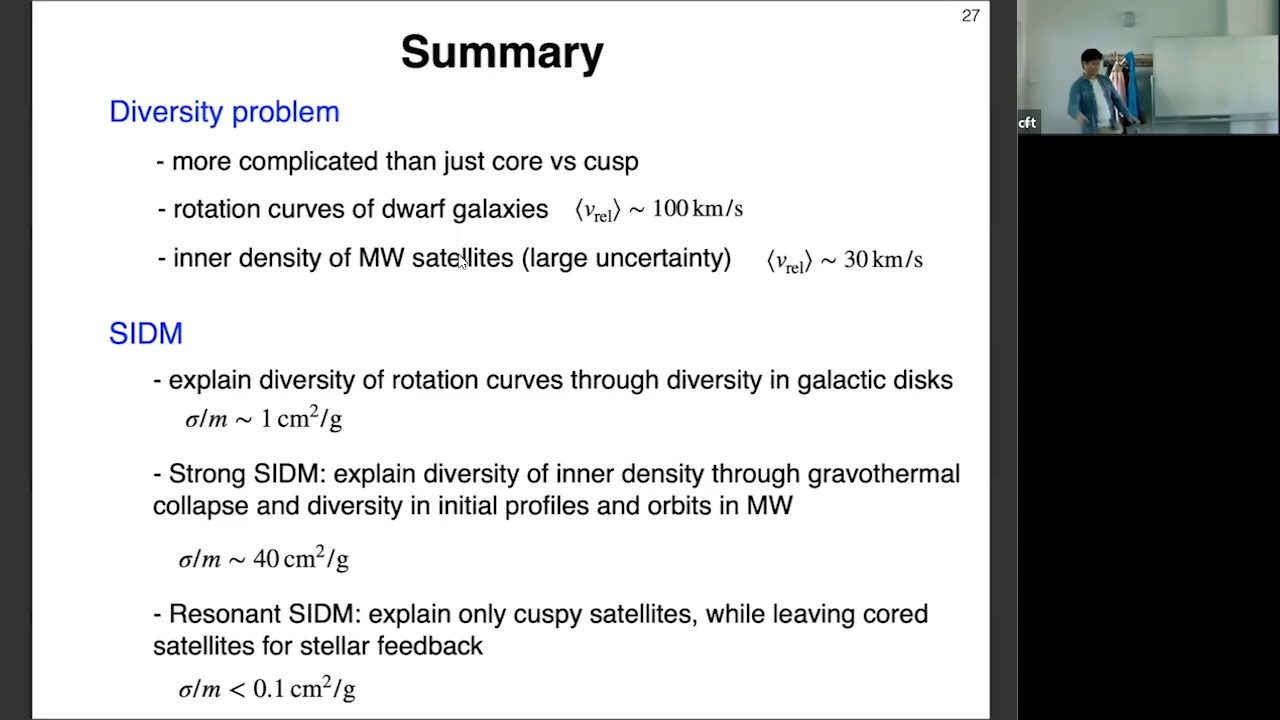 27
Summary
Diversity problem
- more complicated than just core vs cusp
- rotation curves of dwarf galaxies ⟨v_rel⟩ ~ 100 km/s
- inner density of MW satellites (large uncertainty) ⟨v_rel⟩ ~ 30 km/s
SIDM
- explain diversity of rotation curves through diversity in galactic disks
σ/m ~ 1 cm²/g
- Strong SIDM: explain diversity of inner density through gravothermal
collapse and diversity in initial profiles and orbits in MW
σ/m ~ 40 cm²/g
- Resonant SIDM: explain only cuspy satellites, while leaving cored
satellites for stellar feedback
σ/m < 0.1 cm²/g
cft